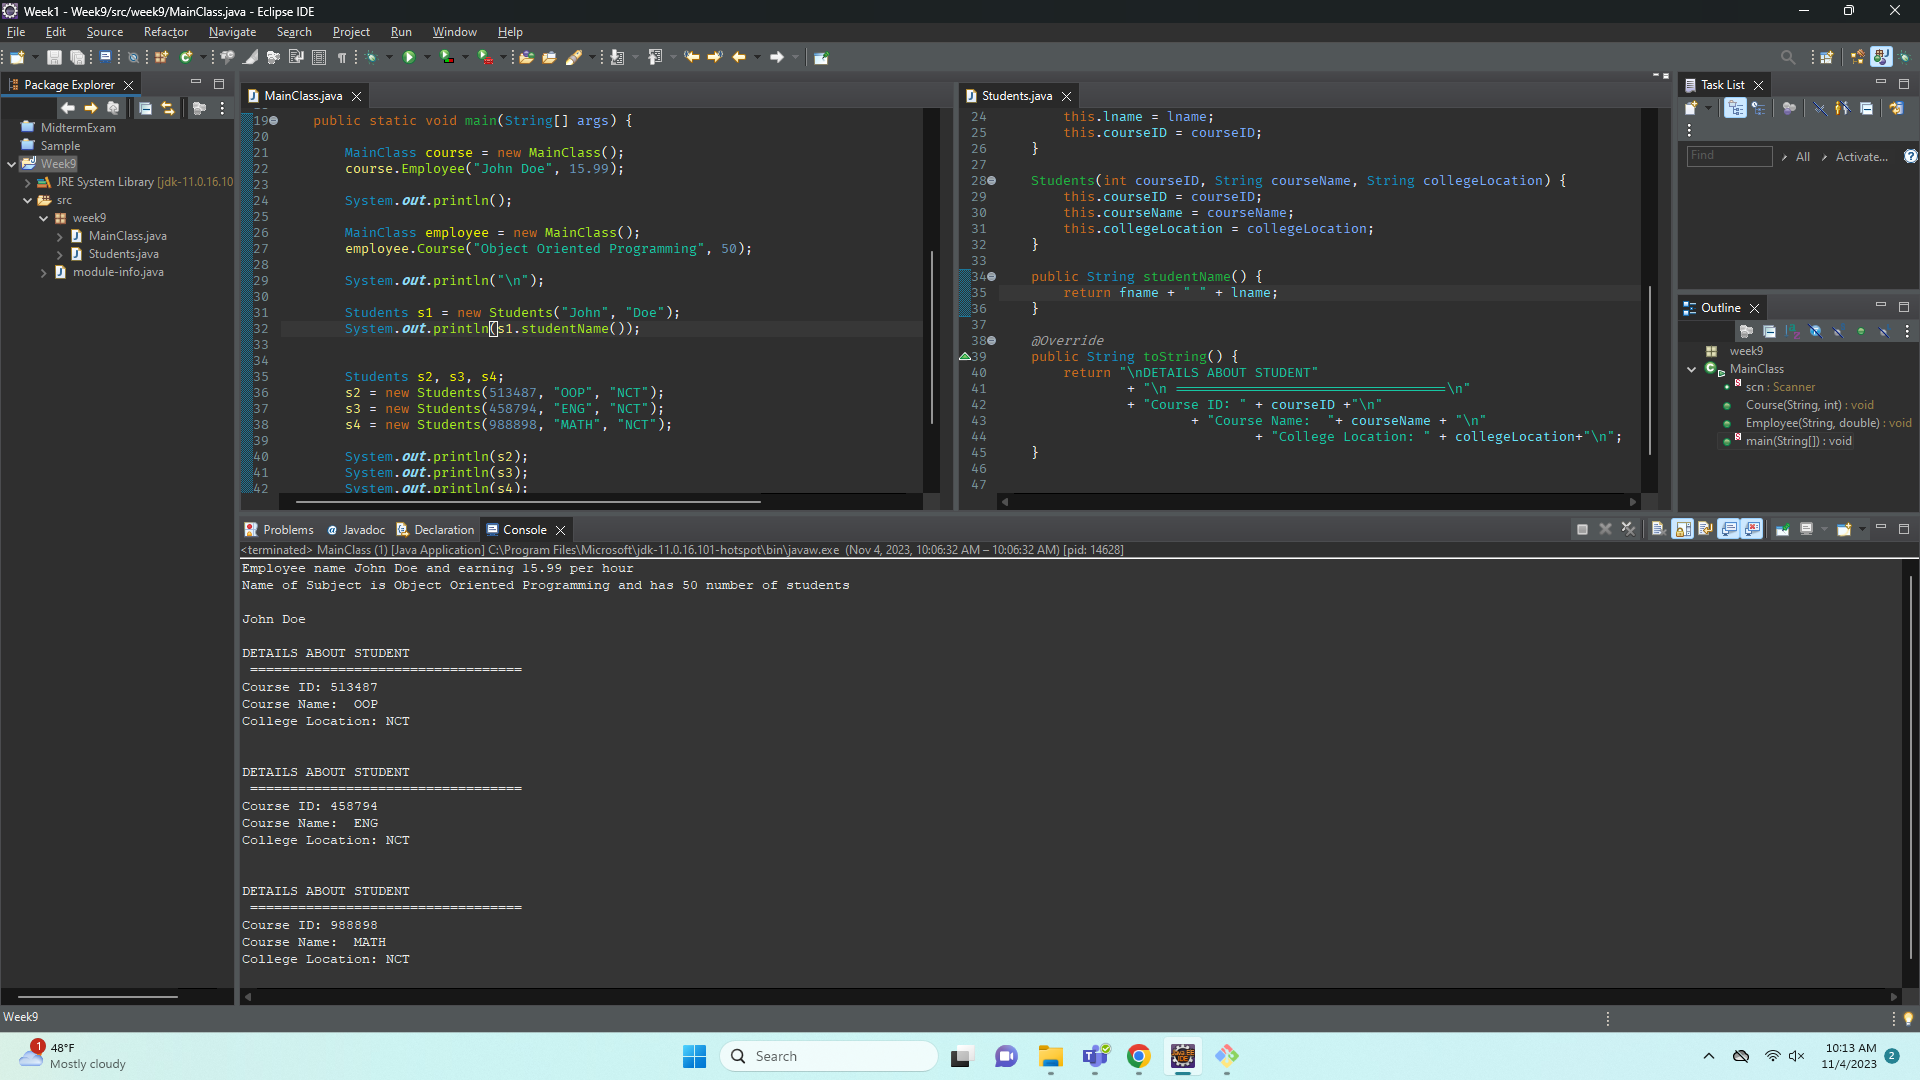 Week1 - Week9/src/week9/MainClass.java - Eclipse IDE
File Edit Source Refactor Navigate Search Project Run Window Help
Package Explorer
MidtermExam
Sample
Week9
JRE System Library [jdk-11.0.16.10
src
week9
MainClass.java
Students.java
module-info.java
MainClass.java
19 public static void main(String[] args) {
20
21 MainClass course = new MainClass();
22 course.Employee("John Doe", 15.99);
23
24 System.out.println();
25
26 MainClass employee = new MainClass();
27 employee.Course("Object Oriented Programming", 50);
28
29 System.out.println("\n");
30
31 Students s1 = new Students("John", "Doe");
32 System.out.println(s1.studentName());
33
34
35 Students s2, s3, s4;
36 s2 = new Students(513487, "OOP", "NCT");
37 s3 = new Students(458794, "ENG", "NCT");
38 s4 = new Students(988898, "MATH", "NCT");
39
40 System.out.println(s2);
41 System.out.println(s3);
42 System.out.println(s4);
Students.java
24 this.lname = lname;
25 this.courseID = courseID;
26 }
27
28 Students(int courseID, String courseName, String collegeLocation) {
29 this.courseID = courseID;
30 this.courseName = courseName;
31 this.collegeLocation = collegeLocation;
32 }
33
34 public String studentName() {
35 return fname + " " + lname;
36 }
37
38 @Override
39 public String toString() {
40 return "\nDETAILS ABOUT STUDENT"
41 + "\n ==================================\n"
42 + "Course ID: " + courseID +"\n"
43 + "Course Name:  "+ courseName + "\n"
44 + "College Location: " + collegeLocation+"\n";
45 }
46
47
Task List
Find All Activate...
Outline
week9
MainClass
scn : Scanner
Course(String, int) : void
Employee(String, double) : void
main(String[]) : void
Problems Javadoc Declaration Console
<terminated> MainClass (1) [Java Application] C:\Program Files\Microsoft\jdk-11.0.16.101-hotspot\bin\javaw.exe (Nov 4, 2023, 10:06:32 AM – 10:06:32 AM) [pid: 14628]
Employee name John Doe and earning 15.99 per hour
Name of Subject is Object Oriented Programming and has 50 number of students
John Doe
DETAILS ABOUT STUDENT
==================================
Course ID: 513487
Course Name:  OOP
College Location: NCT
DETAILS ABOUT STUDENT
==================================
Course ID: 458794
Course Name:  ENG
College Location: NCT
DETAILS ABOUT STUDENT
==================================
Course ID: 988898
Course Name:  MATH
College Location: NCT
Week9
1
48°F
Mostly cloudy
Search
10:13 AM
11/4/2023
2